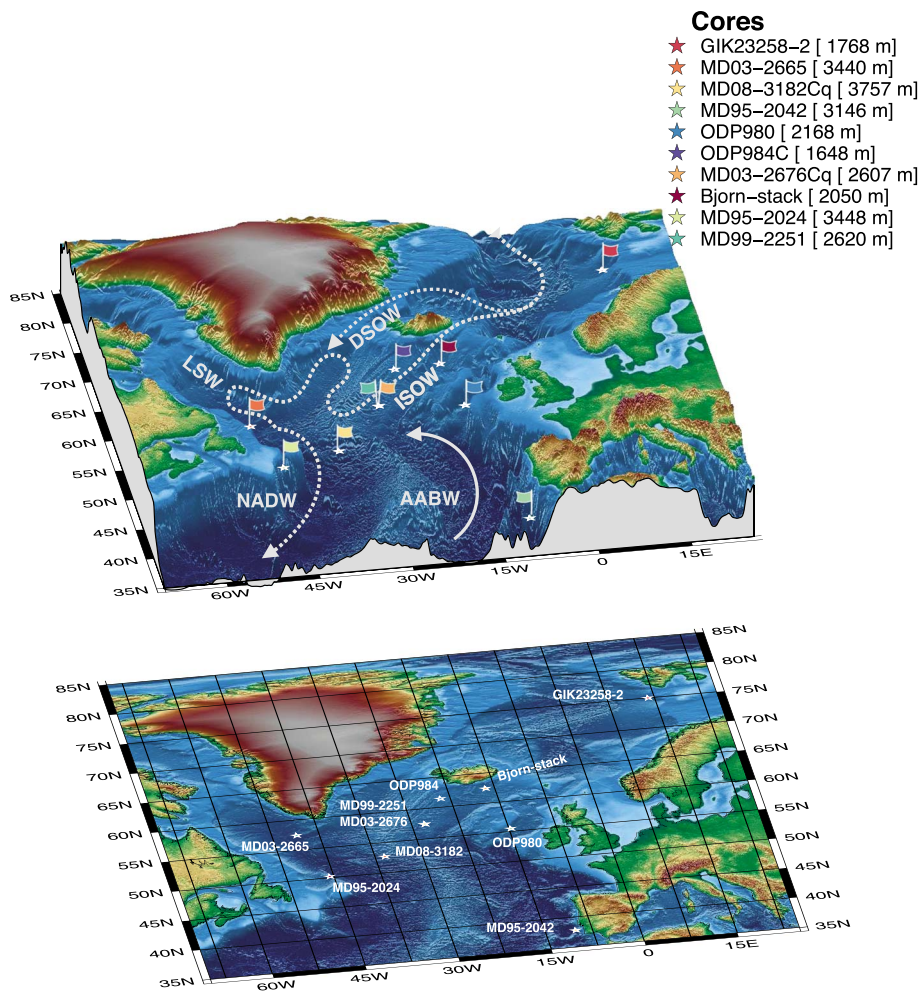 Cores
GIK23258−2 [ 1768 m]
MD03−2665 [ 3440 m]
MD08−3182Cq [ 3757 m]
MD95−2042 [ 3146 m]
ODP980 [ 2168 m]
ODP984C [ 1648 m]
MD03−2676Cq [ 2607 m]
Bjorn−stack [ 2050 m]
MD95−2024 [ 3448 m]
MD99−2251 [ 2620 m]
85N
80N
75N
70N
65N
60N
55N
50N
45N
40N
35N
DSOW
LSW
ISOW
NADW
AABW
60W
45W
30W
15W
0
15E
85N
80N
75N
70N
65N
60N
55N
50N
45N
40N
35N
85N
80N
75N
70N
65N
60N
55N
50N
45N
40N
35N
GIK23258-2
Bjorn-stack
ODP984
MD99-2251
MD03-2676
MD03-2665
MD08-3182
ODP980
MD95-2024
MD95-2042
60W
45W
30W
15W
0
15E